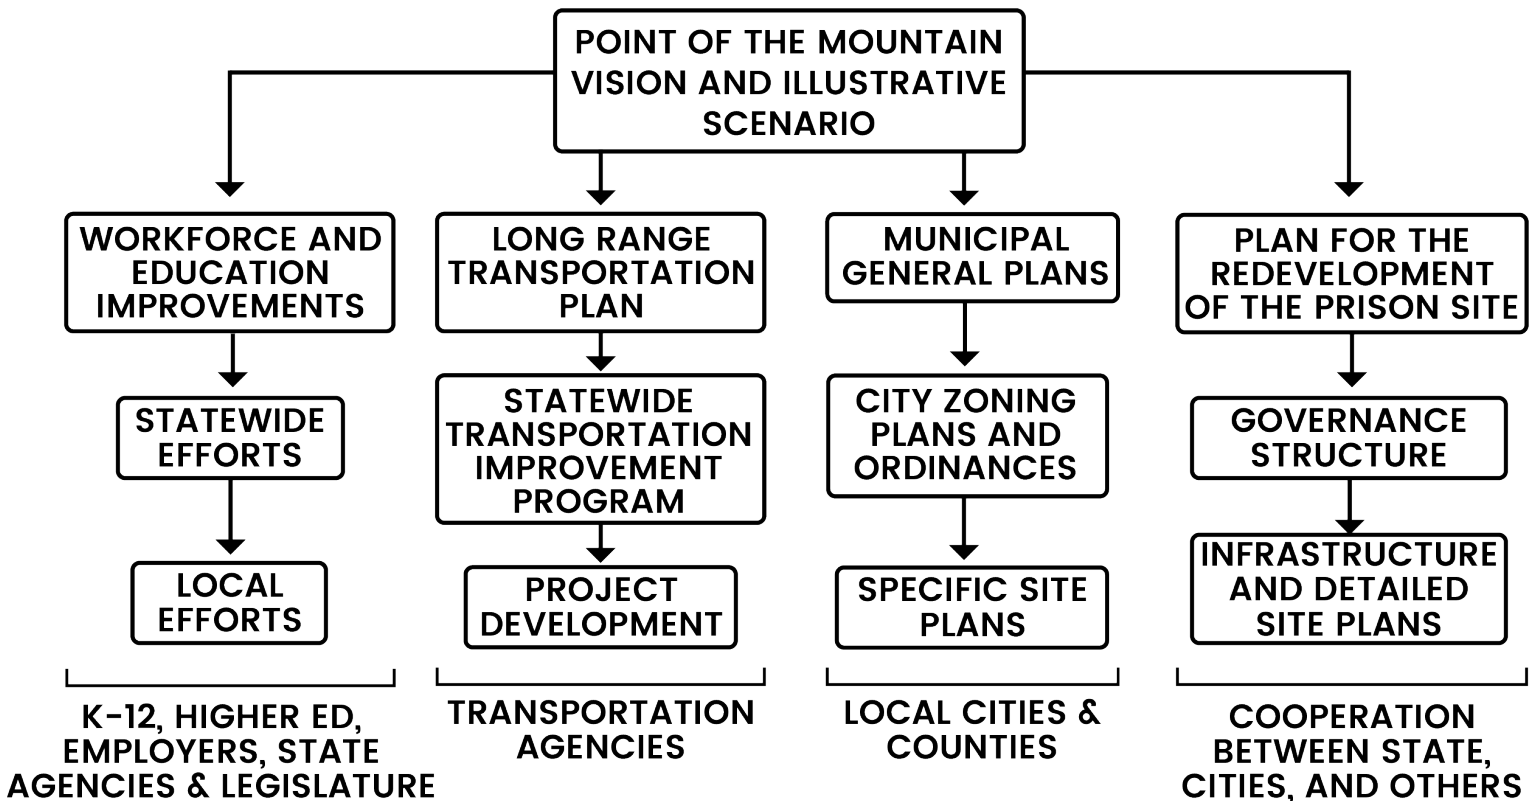 POINT OF THE MOUNTAIN
VISION AND ILLUSTRATIVE
SCENARIO
WORKFORCE AND
EDUCATION
IMPROVEMENTS
STATEWIDE
EFFORTS
LOCAL
EFFORTS
K-12, HIGHER ED,
EMPLOYERS, STATE
AGENCIES & LEGISLATURE
LONG RANGE
TRANSPORTATION
PLAN
STATEWIDE
TRANSPORTATION
IMPROVEMENT
PROGRAM
PROJECT
DEVELOPMENT
TRANSPORTATION
AGENCIES
MUNICIPAL
GENERAL PLANS
CITY ZONING
PLANS AND
ORDINANCES
SPECIFIC SITE
PLANS
LOCAL CITIES &
COUNTIES
PLAN FOR THE
REDEVELOPMENT
OF THE PRISON SITE
GOVERNANCE
STRUCTURE
INFRASTRUCTURE
AND DETAILED
SITE PLANS
COOPERATION
BETWEEN STATE,
CITIES, AND OTHERS